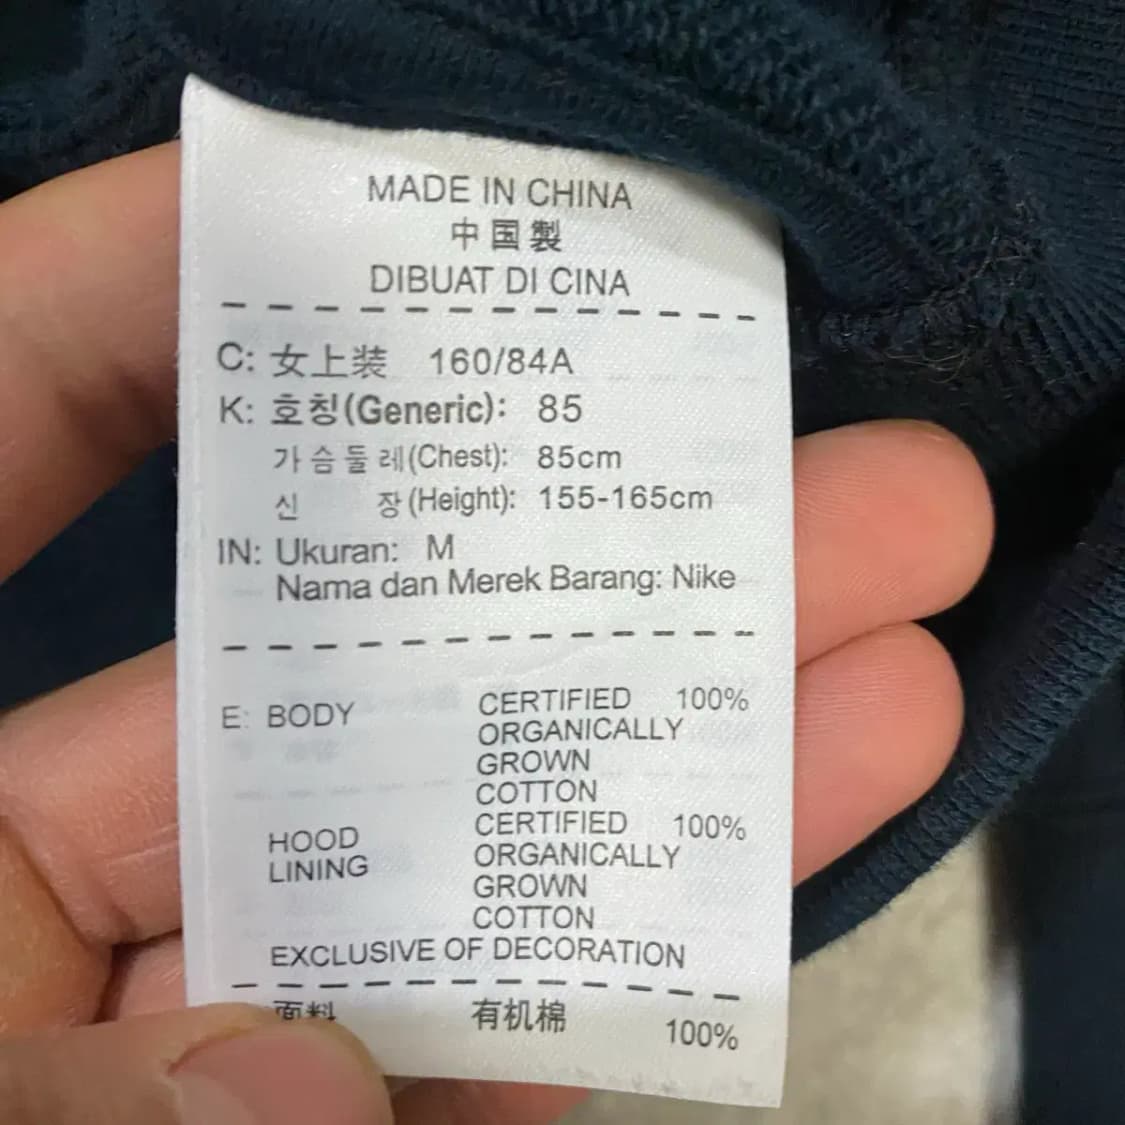 MADE IN CHINA
中国製
DIBUAT DI CINA
C: 女上装 160/84A
K: 호칭(Generic): 85
가슴둘레(Chest): 85cm
신 장(Height): 155-165cm
IN: Ukuran: M
Nama dan Merek Barang: Nike
E: BODY CERTIFIED 100%
ORGANICALLY
GROWN
COTTON
HOOD LINING CERTIFIED 100%
ORGANICALLY
GROWN
COTTON
EXCLUSIVE OF DECORATION
面料 有机棉 100%